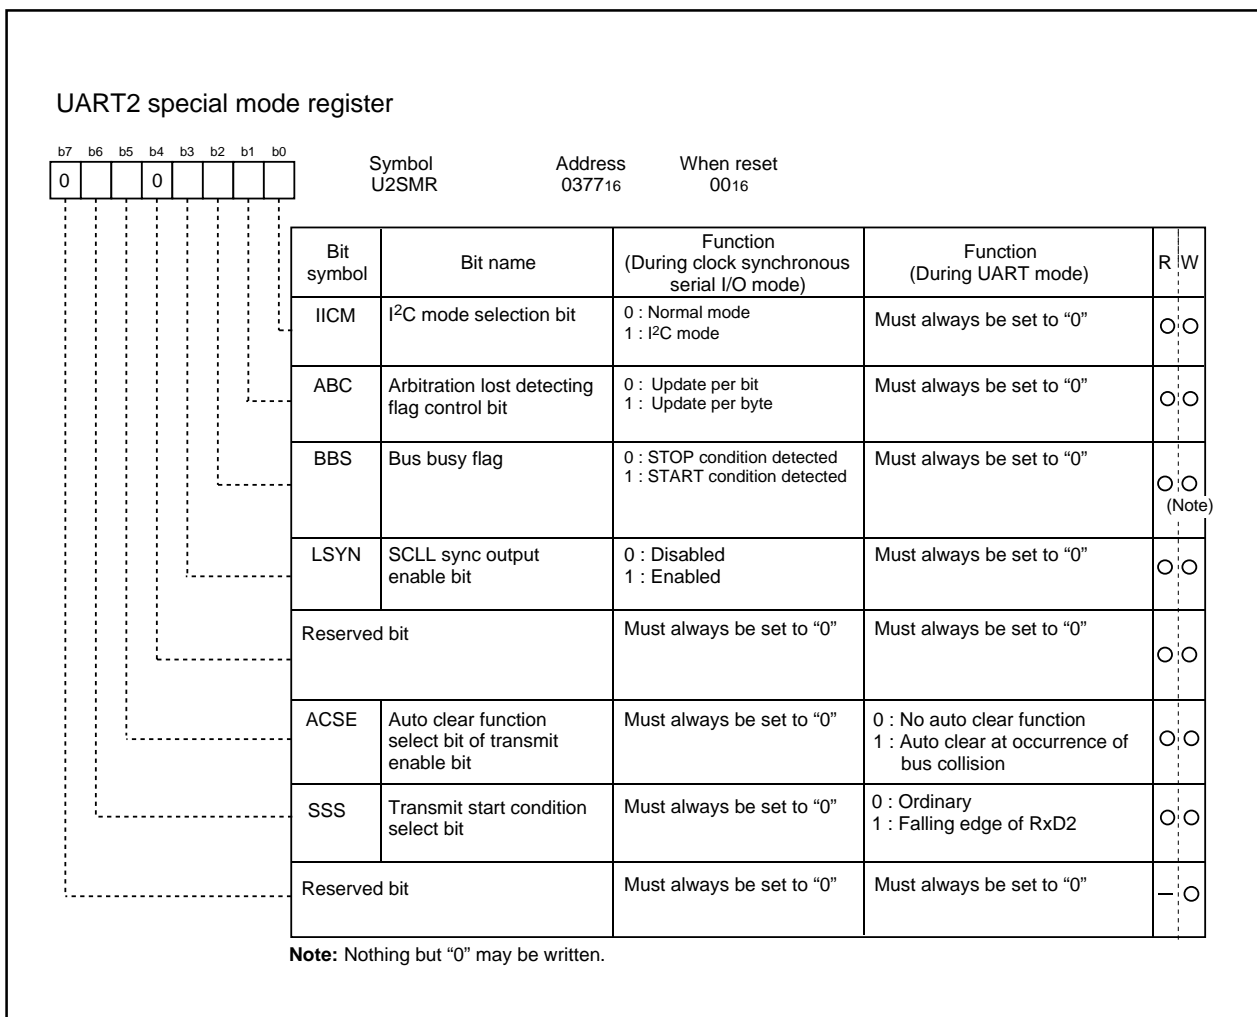 UART2 special mode register
b7 b6 b5 b4 b3 b2 b1 b0
0 0
Symbol Address When reset
U2SMR 037716 0016
Bit symbol Bit name Function (During clock synchronous serial I/O mode) Function (During UART mode) R W
IICM I2C mode selection bit 0 : Normal mode Must always be set to “0”
1 : I2C mode
ABC Arbitration lost detecting 0 : Update per bit Must always be set to “0”
flag control bit 1 : Update per byte
BBS Bus busy flag 0 : STOP condition detected Must always be set to “0”
1 : START condition detected
(Note)
LSYN SCLL sync output 0 : Disabled Must always be set to “0”
enable bit 1 : Enabled
Reserved bit Must always be set to “0” Must always be set to “0”
ACSE Auto clear function Must always be set to “0” 0 : No auto clear function
select bit of transmit 1 : Auto clear at occurrence of
enable bit bus collision
SSS Transmit start condition Must always be set to “0” 0 : Ordinary
select bit 1 : Falling edge of RxD2
Reserved bit Must always be set to “0” Must always be set to “0” –
Note: Nothing but “0” may be written.